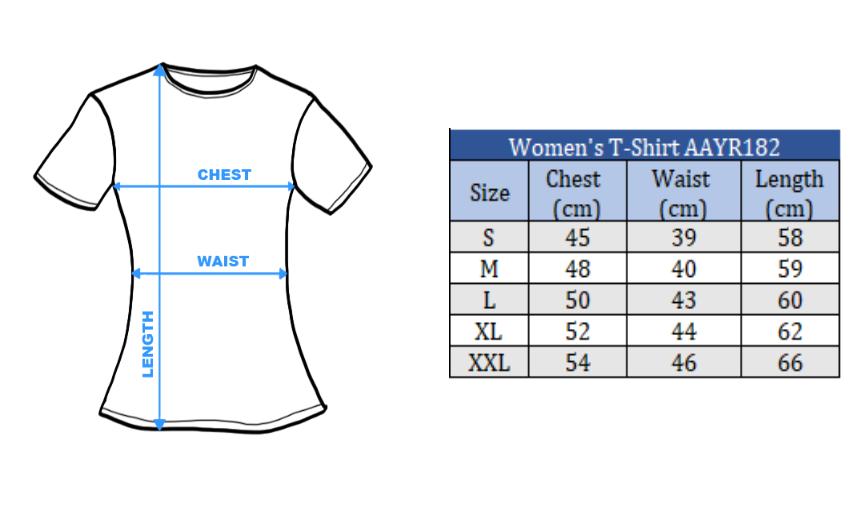 CHEST
WAIST
LENGTH
Women's T-Shirt AAYR182
Size Chest (cm) Waist (cm) Length (cm)
S 45 39 58
M 48 40 59
L 50 43 60
XL 52 44 62
XXL 54 46 66